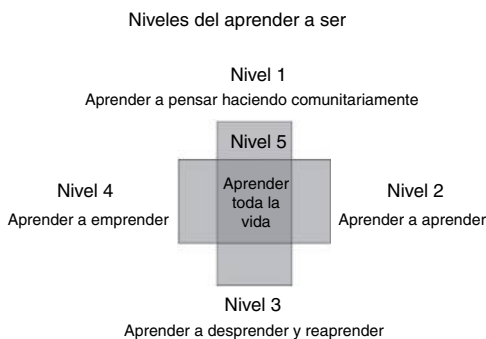 Niveles del aprender a ser
Nivel 1
Aprender a pensar haciendo comunitariamente
Nivel 5
Aprender
toda la
vida
Nivel 4
Aprender a emprender
Nivel 2
Aprender a aprender
Nivel 3
Aprender a desprender y reaprender